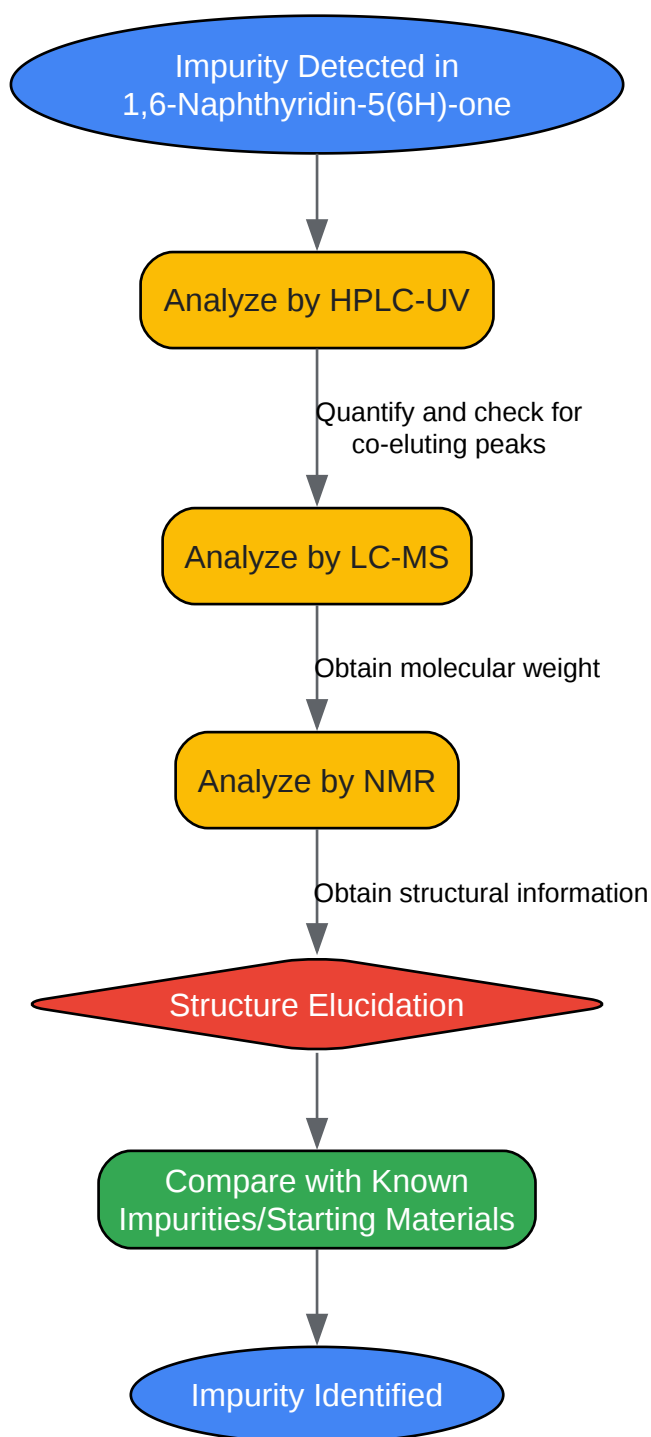 Impurity Detected in
1,6-Naphthyridin-5(6H)-one
Analyze by HPLC-UV
Quantify and check for
co-eluting peaks
Analyze by LC-MS
Obtain molecular weight
Analyze by NMR
Obtain structural information
Structure Elucidation
Compare with Known
Impurities/Starting Materials
Impurity Identified